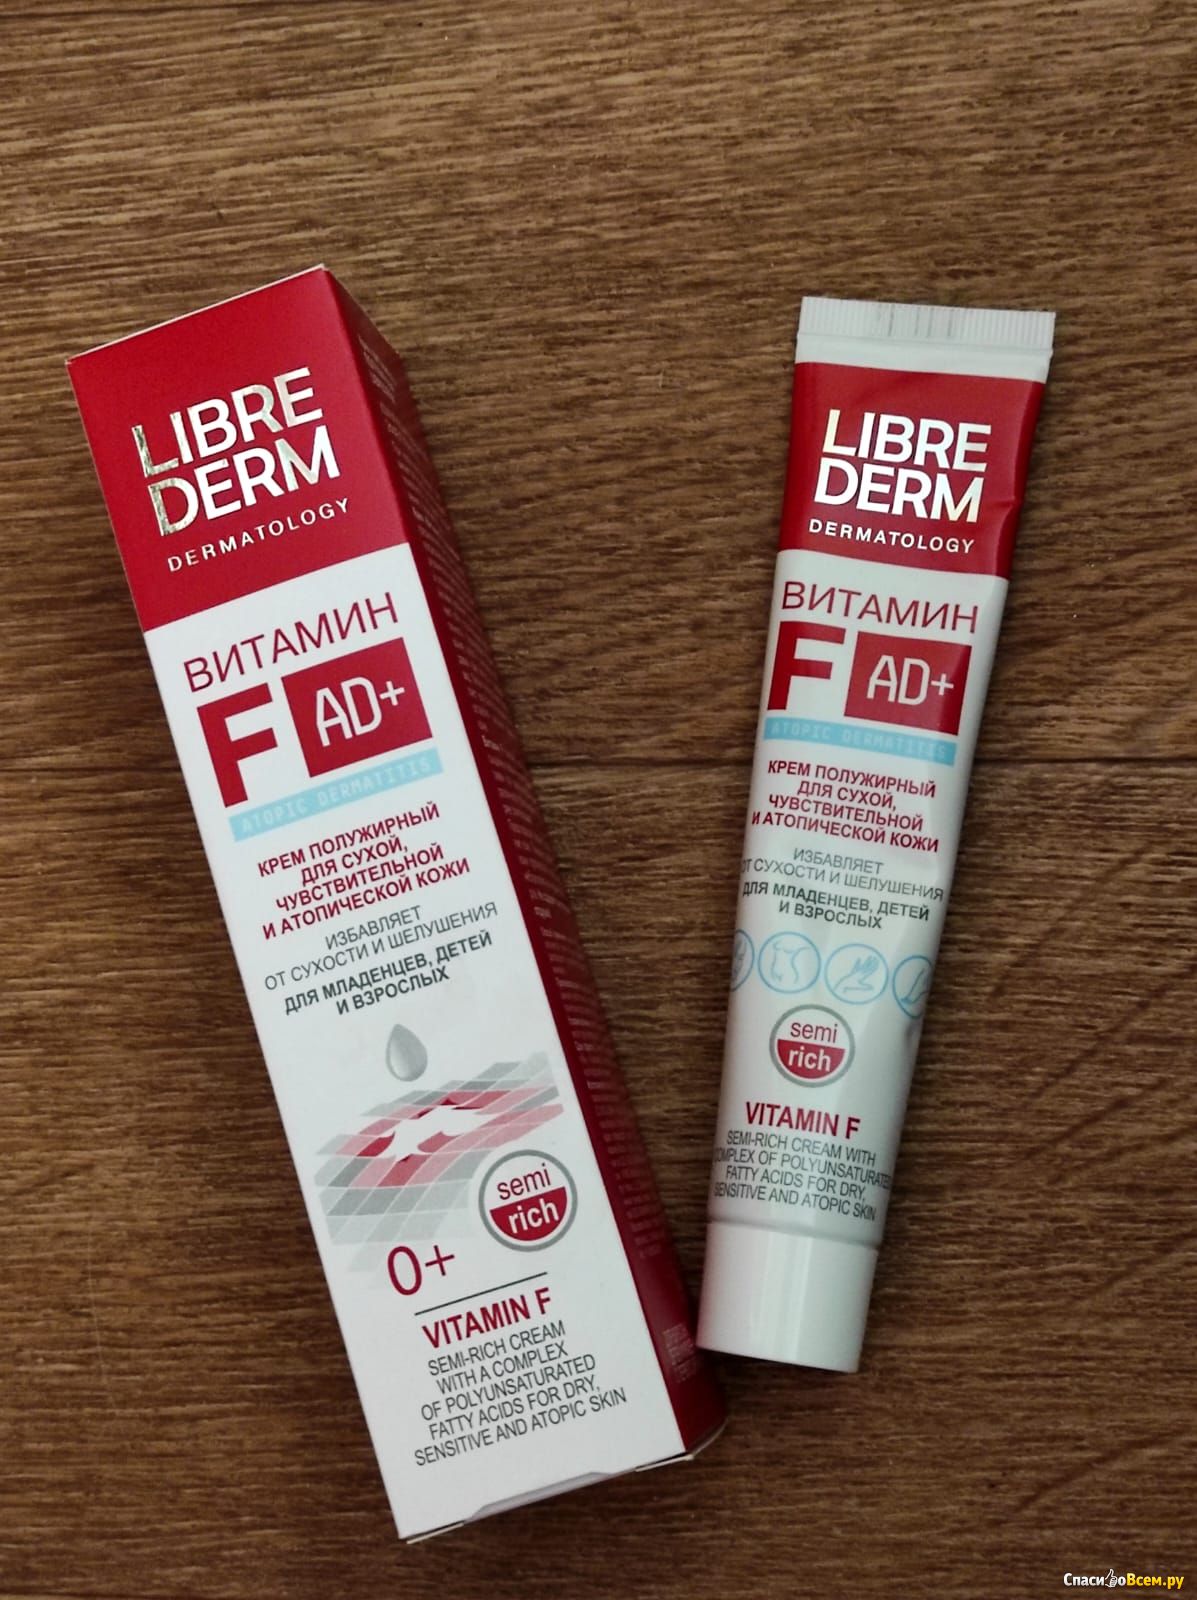 LIBRE
DERM
DERMATOLOGY
ВИТАМИН
F AD+
ATOPIC DERMATITIS
КРЕМ ПОЛУЖИРНЫЙ
ДЛЯ СУХОЙ,
ЧУВСТВИТЕЛЬНОЙ
И АТОПИЧЕСКОЙ КОЖИ
ИЗБАВЛЯЕТ
ОТ СУХОСТИ И ШЕЛУШЕНИЯ
ДЛЯ МЛАДЕНЦЕВ, ДЕТЕЙ
И ВЗРОСЛЫХ
semi
rich
0+
VITAMIN F
SEMI-RICH CREAM
WITH A COMPLEX
OF POLYUNSATURATED
FATTY ACIDS FOR DRY,
SENSITIVE AND ATOPIC SKIN
LIBRE
DERM
DERMATOLOGY
ВИТАМИН
F AD+
ATOPIC DERMATITIS
КРЕМ ПОЛУЖИРНЫЙ
ДЛЯ СУХОЙ,
ЧУВСТВИТЕЛЬНОЙ
И АТОПИЧЕСКОЙ КОЖИ
ИЗБАВЛЯЕТ
ОТ СУХОСТИ И ШЕЛУШЕНИЯ
ДЛЯ МЛАДЕНЦЕВ, ДЕТЕЙ
И ВЗРОСЛЫХ
semi
rich
VITAMIN F
SEMI-RICH CREAM WITH
COMPLEX OF POLYUNSATURATED
FATTY ACIDS FOR DRY,
SENSITIVE AND ATOPIC SKIN
СпасибоВсем.ру